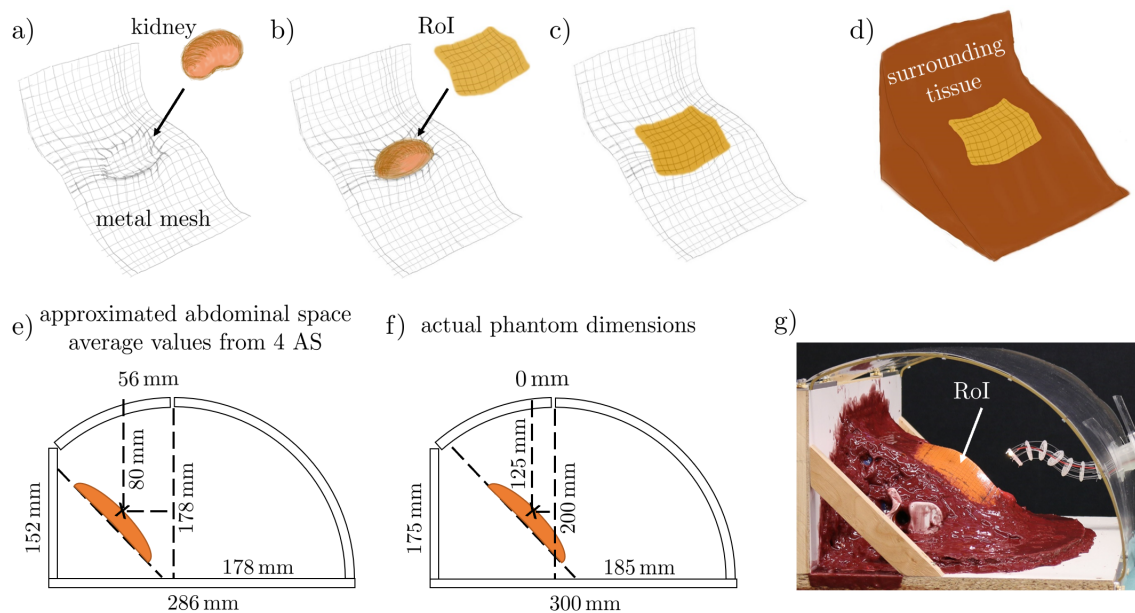 a)
kidney
metal mesh
b)
RoI
c)
d)
surrounding
tissue
e)
approximated abdominal space
average values from 4 AS
56 mm
80 mm
178 mm
152 mm
178 mm
286 mm
f)
actual phantom dimensions
0 mm
125 mm
200 mm
175 mm
185 mm
300 mm
g)
RoI